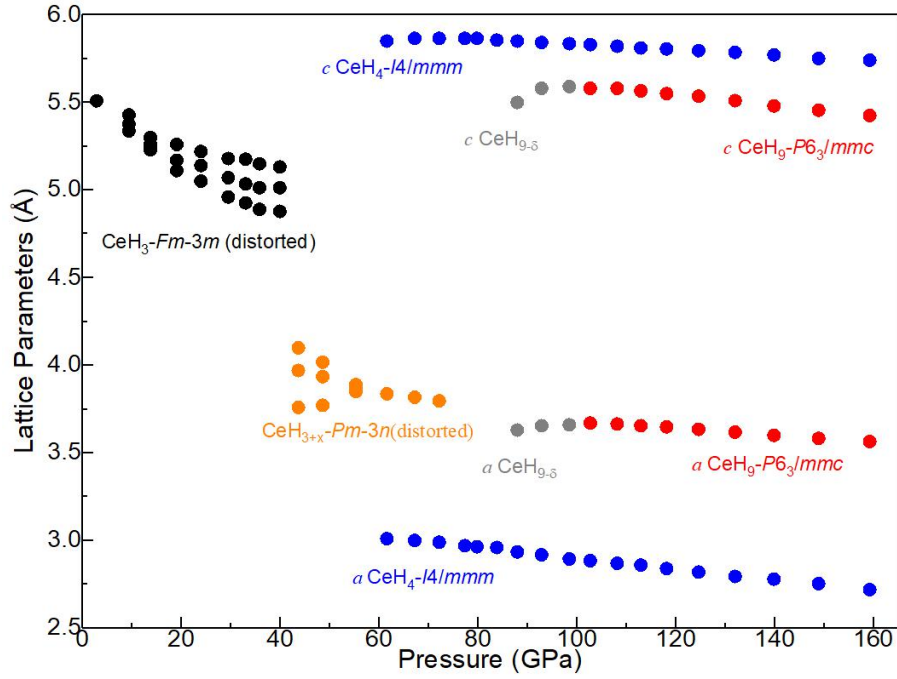 6.0
c CeH4-I4/mmm
5.5
c CeH9-δ
c CeH9-P63/mmc
5.0
CeH3-Fm-3m (distorted)
Lattice Parameters (Å)
4.5
4.0
CeH3+x-Pm-3n(distorted)
3.5
a CeH9-δ
a CeH9-P63/mmc
3.0
a CeH4-I4/mmm
2.5
0 20 40 60 80 100 120 140 160
Pressure (GPa)